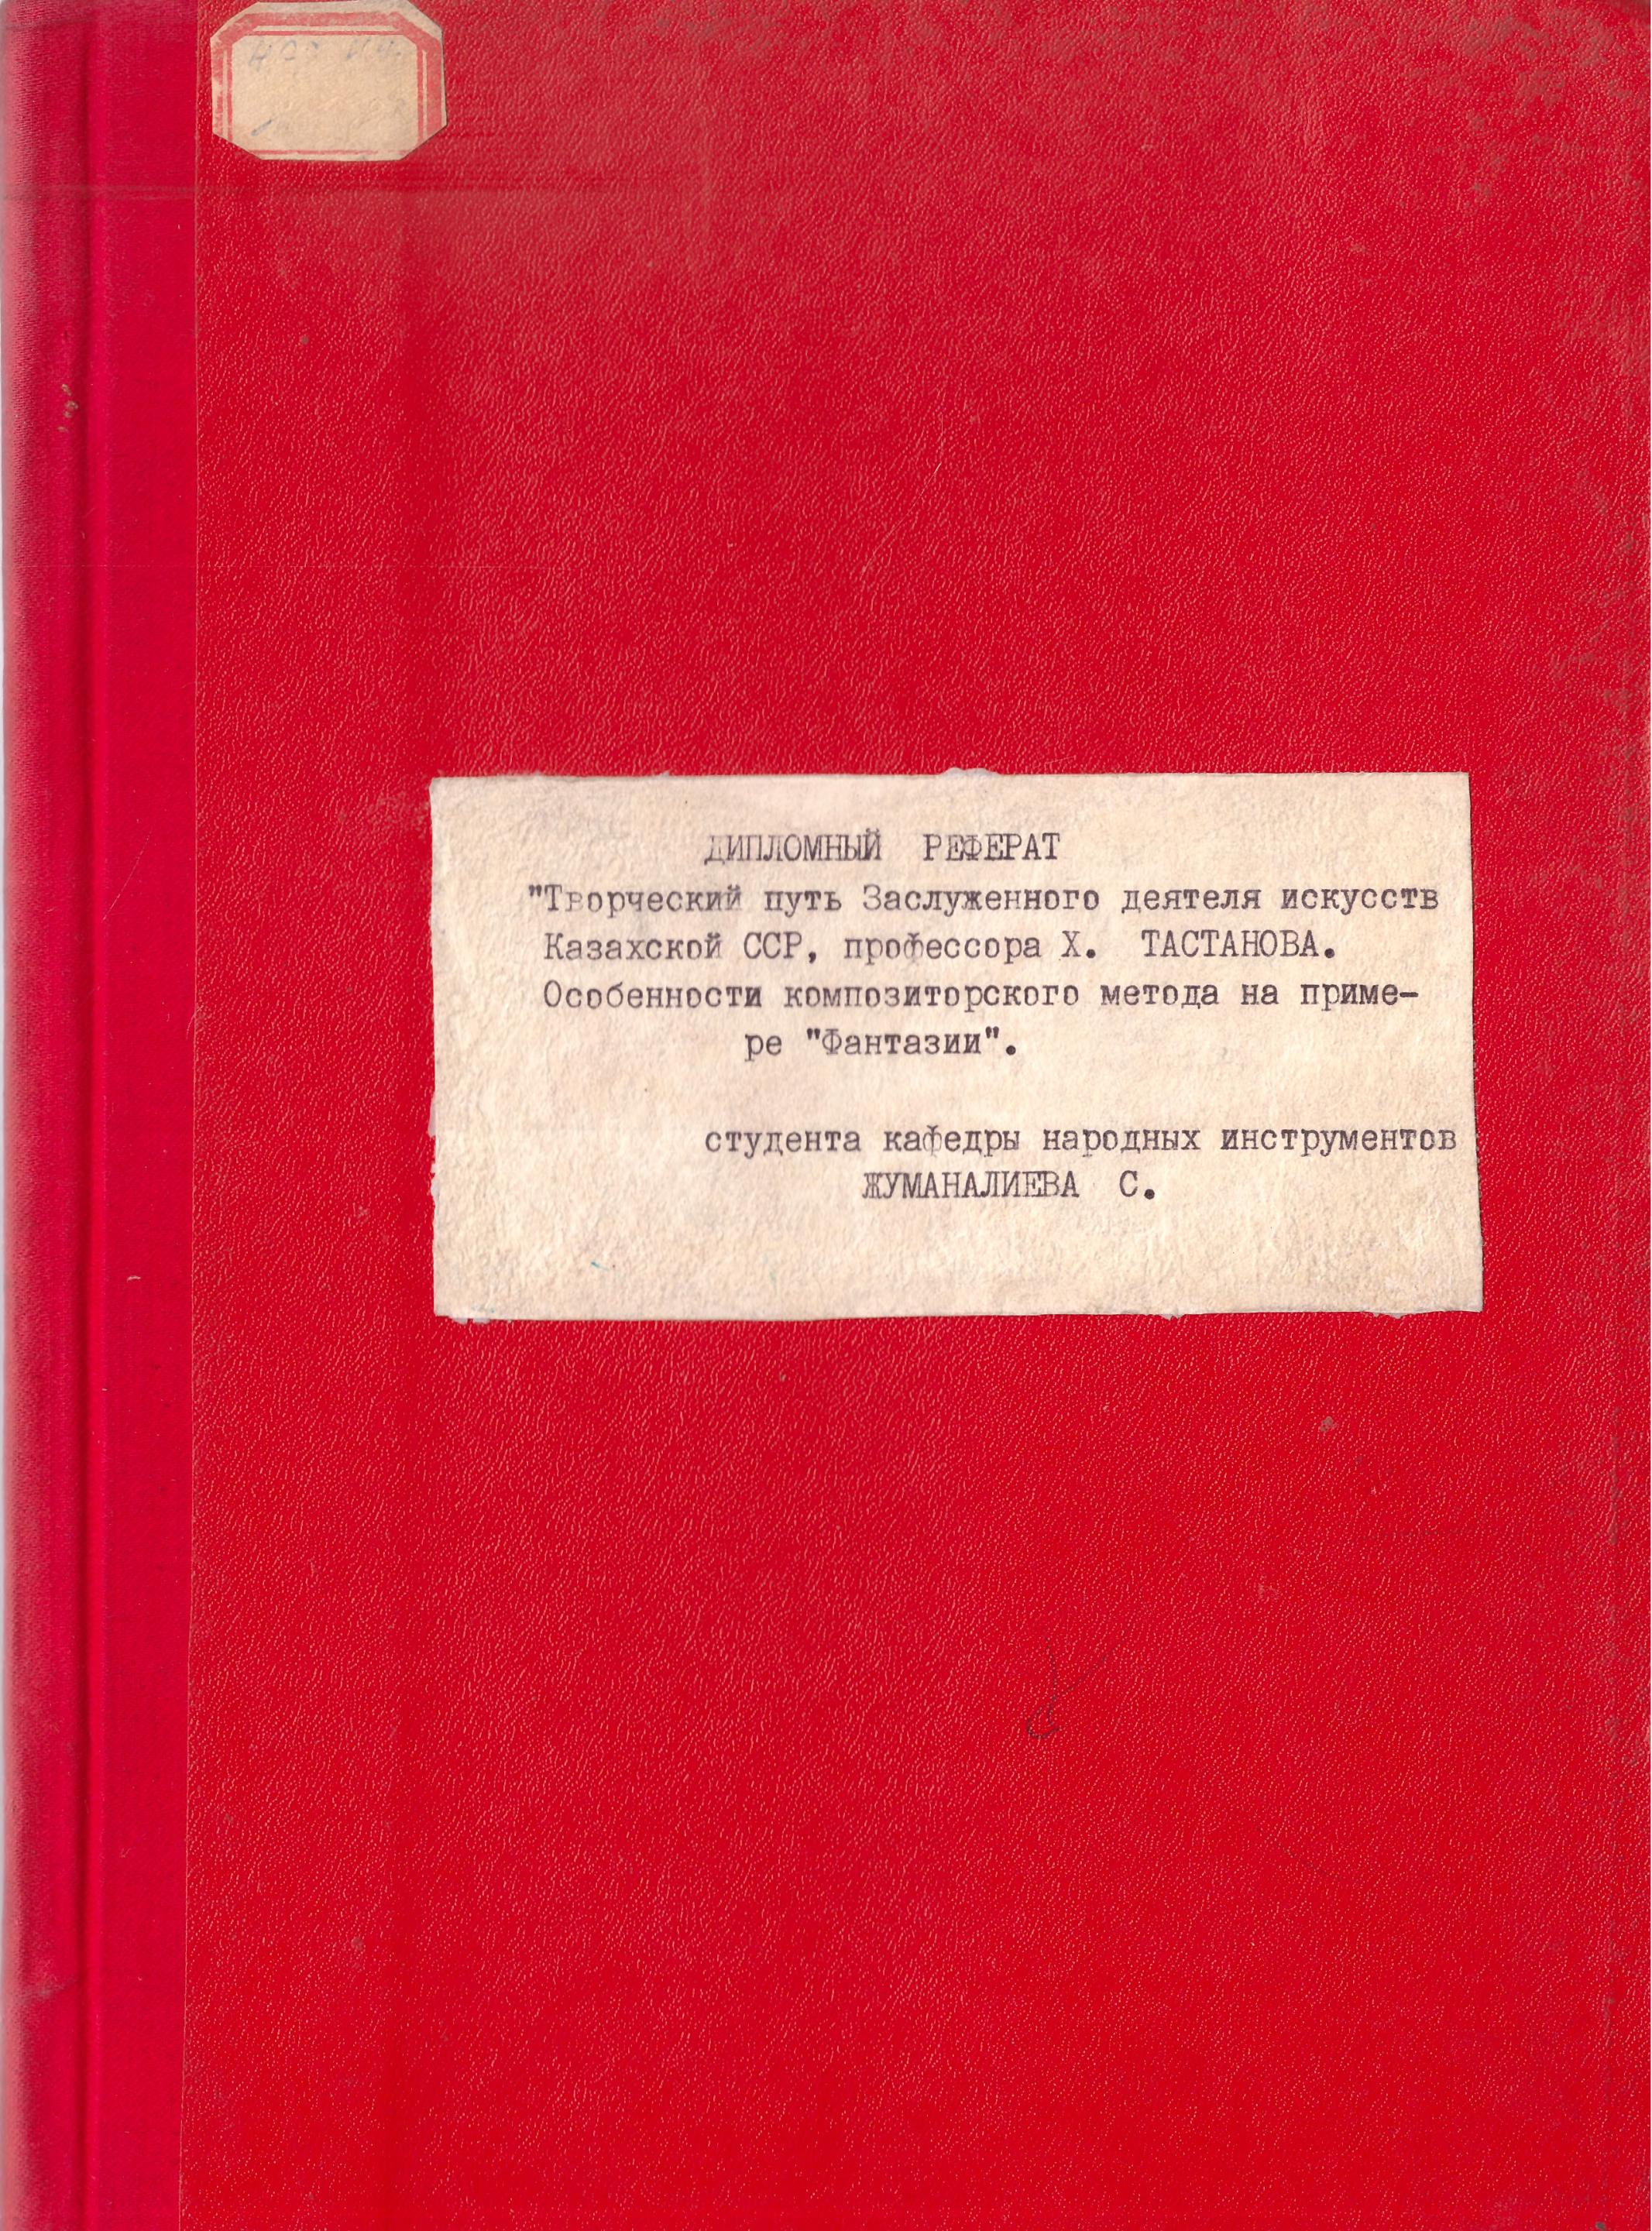 ДИПЛОМНЫЙ РЕФЕРАТ
"Творческий путь Заслуженного деятеля искусств
Казахской ССР, профессора Х. ТАСТАНОВА.
Особенности композиторского метода на приме-
ре "Фантазии".
студента кафедры народных инструментов
ЖУМАНАЛИЕВА С.